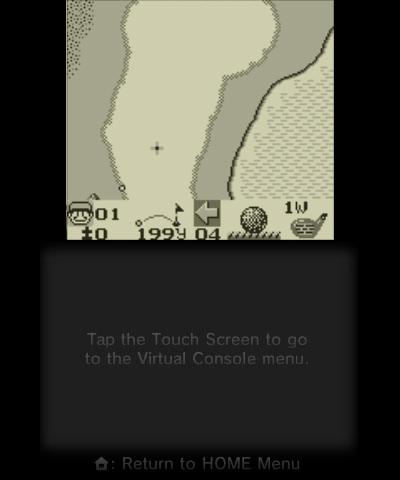 01 1W
±0 199y 04
Tap the Touch Screen to go
to the Virtual Console menu.
: Return to HOME Menu